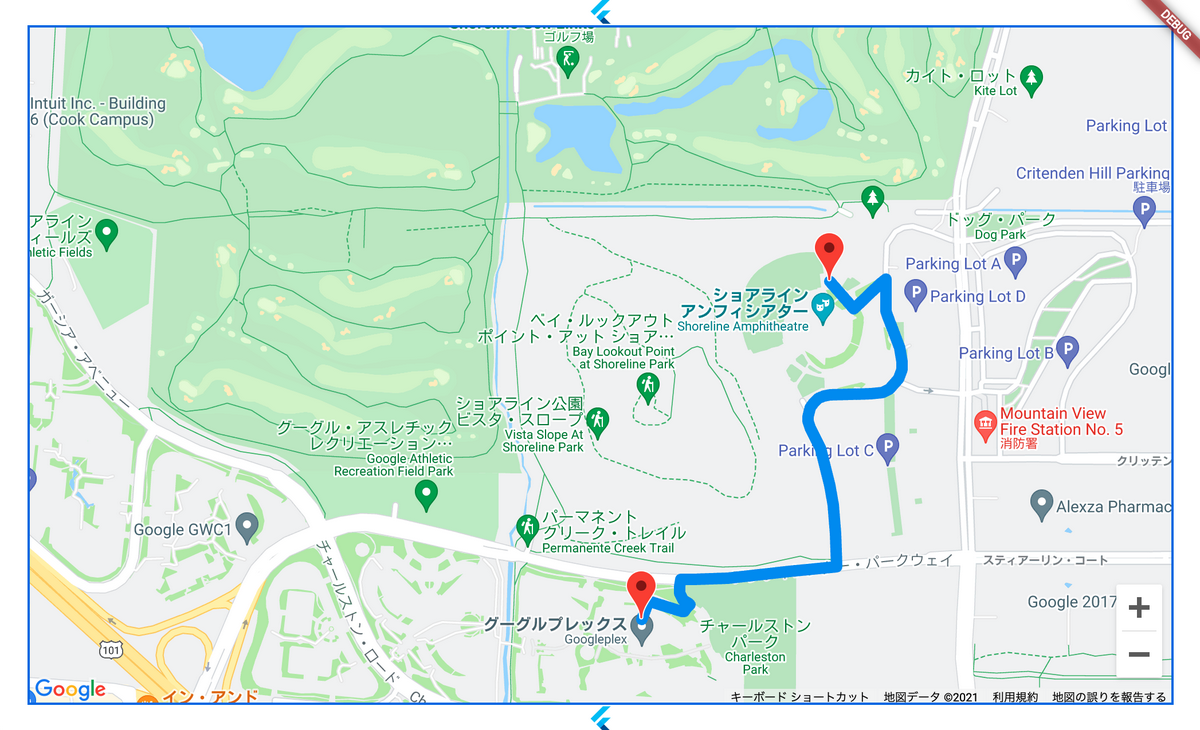 DEBUG
ゴルフ場
カイト・ロット
Kite Lot
Intuit Inc. - Building
6 (Cook Campus)
Parking Lot
Critenden Hill Parking
駐車場
アライン
ィールズ
hletic Fields
ドッグ・パーク
Dog Park
Parking Lot A
Parking Lot D
ショアライン
アンフィシアター
Shoreline Amphitheatre
ベイ・ルックアウト
ポイント・アット ショア…
Bay Lookout Point
at Shoreline Park
Parking Lot B
Googl
ガーシア・アベニュー
ショアライン公園
ビスタ・スロープ
Vista Slope At
Shoreline Park
Mountain View
Fire Station No. 5
消防署
グーグル・アスレチック
レクリエーション…
Google Athletic
Recreation Field Park
Parking Lot C
クリッテン
Alexza Pharmac
Google GWC1
パーマネント
クリーク・トレイル
Permanente Creek Trail
ー・パークウェイ
スティアーリン・コート
チャールストン・ロード
Ch
Google 2017
グーグルプレックス
Googleplex
チャールストン
パーク
Charleston
Park
101
Google
イン・アンド
キーボード ショートカット
地図データ ©2021
利用規約
地図の誤りを報告する